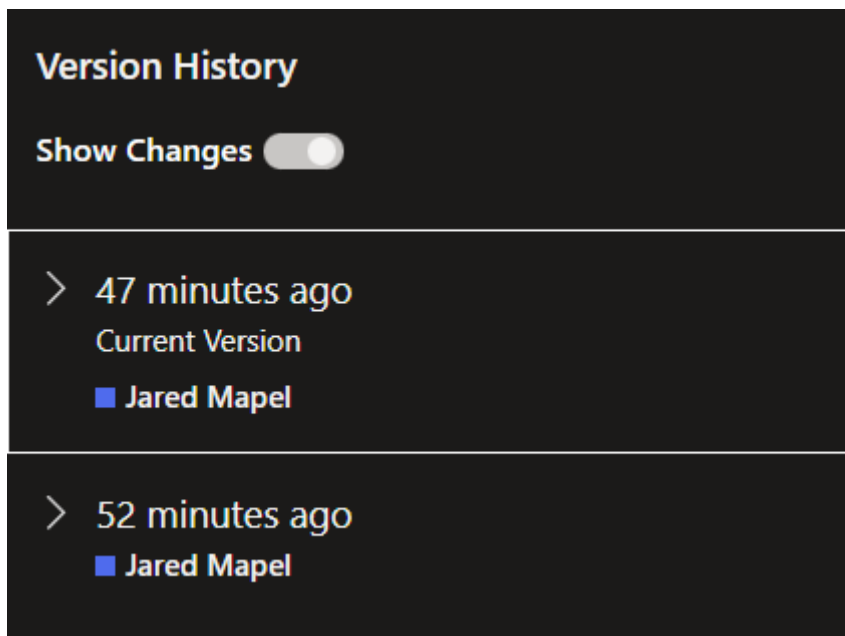 Version History
Show Changes
47 minutes ago
Current Version
Jared Mapel
52 minutes ago
Jared Mapel